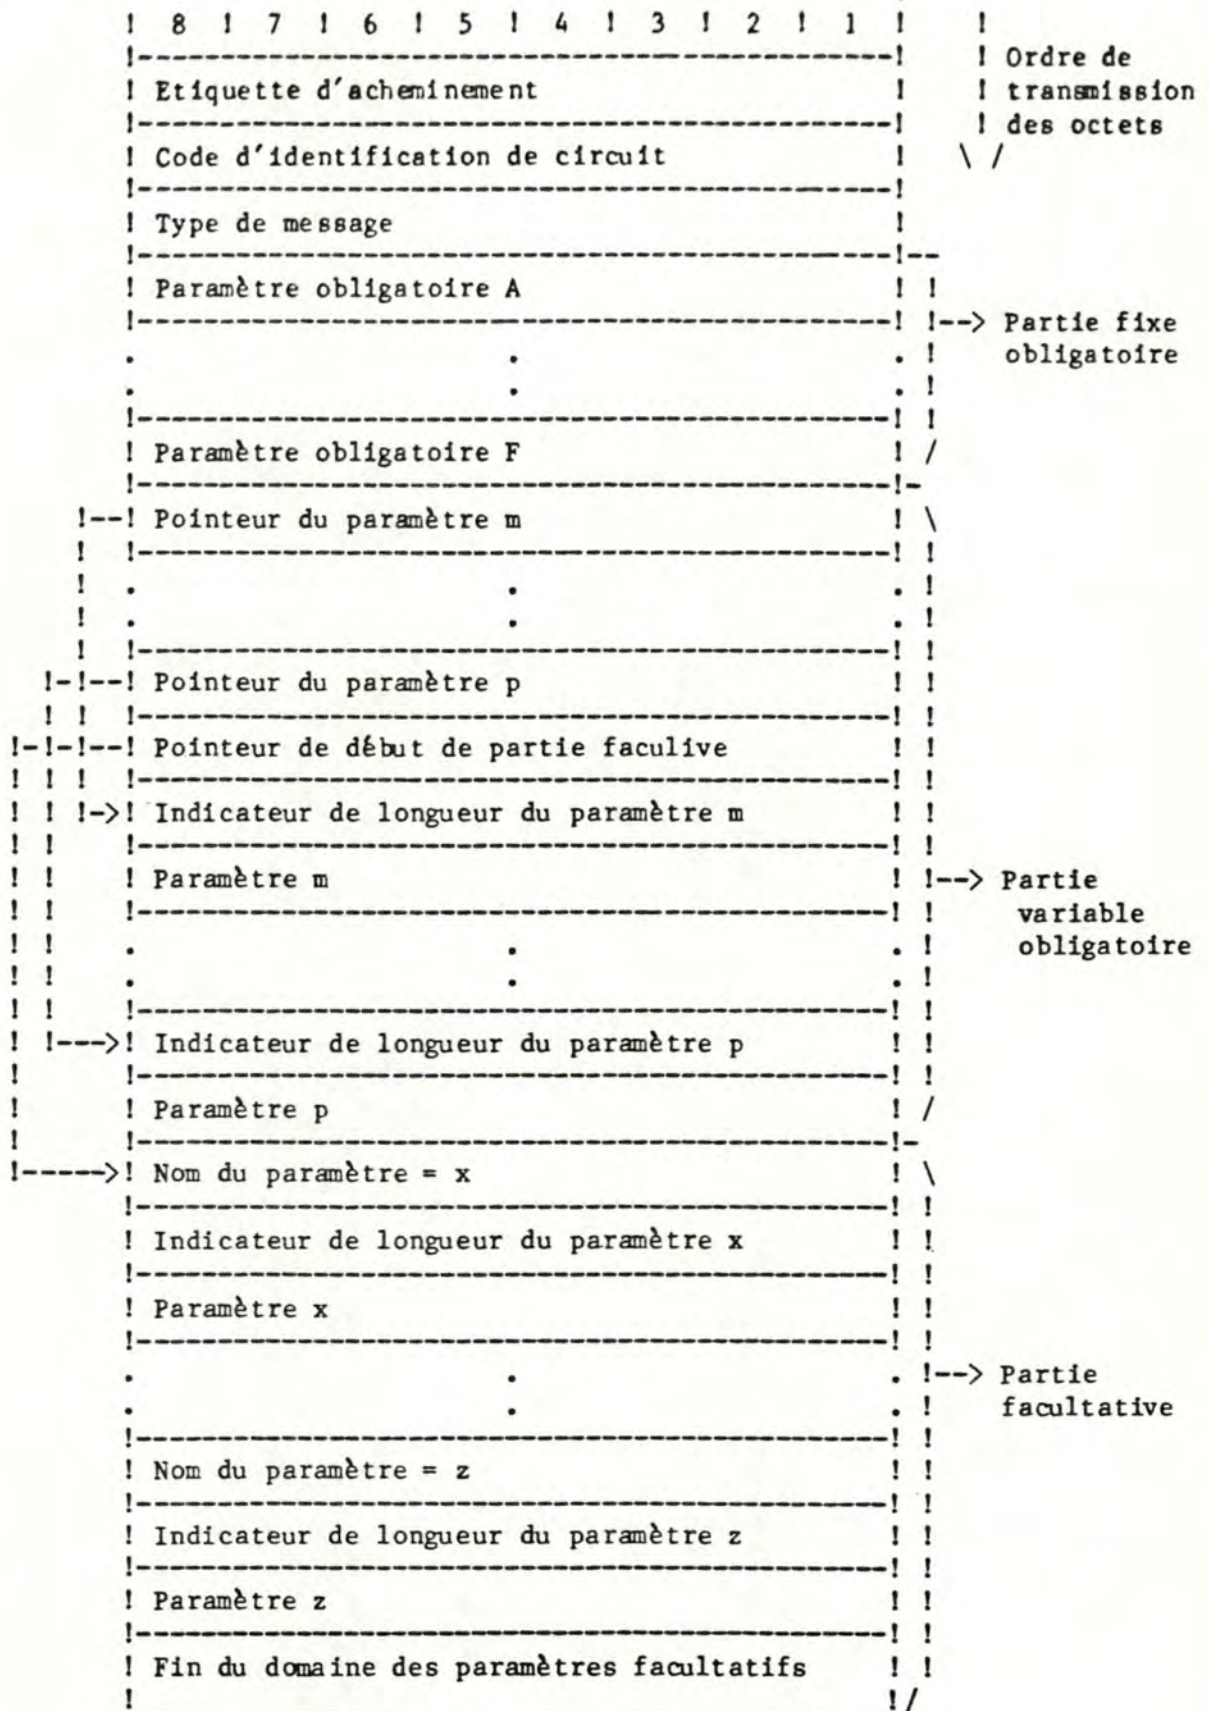 ! 8 ! 7 ! 6 ! 5 ! 4 ! 3 ! 2 ! 1 ! !
!---------------------------------------------! ! Ordre de
! Etiquette d'acheminement ! ! transmission
!---------------------------------------------! ! des octets
! Code d'identification de circuit ! \ /
!---------------------------------------------!
! Type de message !
!---------------------------------------------!--
! Paramètre obligatoire A ! !
!---------------------------------------------! !--> Partie fixe
. . . ! obligatoire
. . . !
!---------------------------------------------! !
! Paramètre obligatoire F ! /
!---------------------------------------------!-
!--! Pointeur du paramètre m ! \
! !---------------------------------------------! !
! . . . !
! . . . !
! !---------------------------------------------! !
!-!--! Pointeur du paramètre p ! !
! ! !---------------------------------------------! !
!-!-!--! Pointeur de début de partie faculive ! !
! ! ! !---------------------------------------------! !
! ! !->! Indicateur de longueur du paramètre m ! !
! ! !---------------------------------------------! !
! ! ! Paramètre m ! !--> Partie
! ! !---------------------------------------------! ! variable
! ! . . . ! obligatoire
! ! . . . !
! ! !---------------------------------------------! !
! !--->! Indicateur de longueur du paramètre p ! !
! !---------------------------------------------! !
! ! Paramètre p ! /
! !---------------------------------------------!-
!----->! Nom du paramètre = x ! \
!---------------------------------------------! !
! Indicateur de longueur du paramètre x ! !
!---------------------------------------------! !
! Paramètre x ! !
!---------------------------------------------! !
. . . !--> Partie
. . . ! facultative
!---------------------------------------------! !
! Nom du paramètre = z ! !
!---------------------------------------------! !
! Indicateur de longueur du paramètre z ! !
!---------------------------------------------! !
! Paramètre z ! !
!---------------------------------------------! !
! Fin du domaine des paramètres facultatifs ! !
! ! /